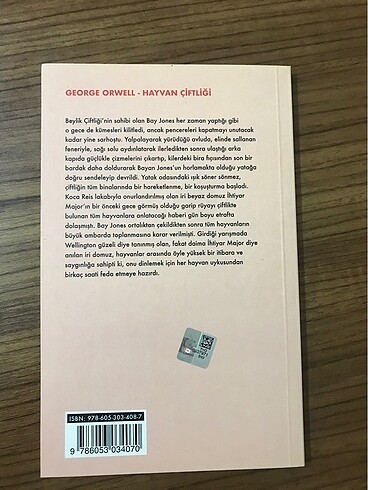 GEORGE ORWELL - HAYVAN ÇİFTLİĞİ
Beylik Çiftliği'nin sahibi olan Bay Jones her zaman yaptığı gibi
o gece de kümesleri kilitledi, ancak pencereleri kapatmayı unutacak
kadar yine sarhoştu. Yalpalayarak yürüdüğü avluda, elinde sallanan
feneriyle, sağı solu aydınlatarak ilerledikten sonra ulaştığı arka
kapıda güçlükle çizmelerini çıkartıp, kilerdeki bira fıçısından son bir
bardak daha doldurarak Bayan Jones'un horlamakta olduğu yatağa
doğru sendeleyip devrildi. Yatak odasındaki ışık söner sönmez,
çiftliğin tüm binalarında bir hareketlenme, bir koşuşturma başladı.
Koca Reis lakabıyla onurlandırılmış olan iri beyaz domuz İhtiyar
Major'ın bir önceki gece görmüş olduğu garip rüyayı çiftlikte
bulunan tüm hayvanlara anlatacağı haberi gün boyu etrafta
dolaşmıştı. Bay Jones ortalıktan çekildikten sonra tüm hayvanların
büyük ambarda toplanmasına karar verilmişti. Girdiği yarışmada
Wellington güzeli diye tanınmış olan, fakat daima İhtiyar Major diye
anılan iri domuz, hayvanlar arasında öyle yüksek bir itibara ve
saygınlığa sahipti ki, onu dinlemek için her hayvan uykusundan
birkaç saati feda etmeye hazırdı.
ISBN: 978-605-303-408-7
9 786053 034070